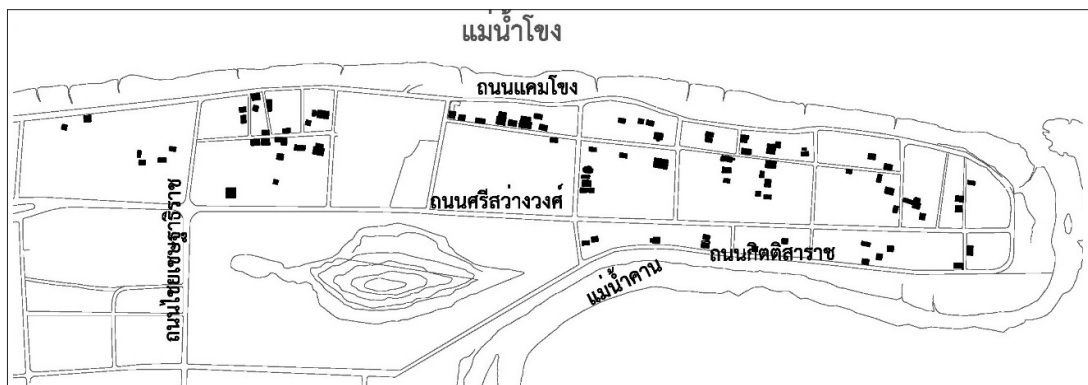 แม่น้ำโขง
ถนนแคมโขง
ถนนศรีสว่างวงศ์
ถนนไชยเชษฐาธิราช
ถนนกิตติสาราช
แม่น้ำคาน